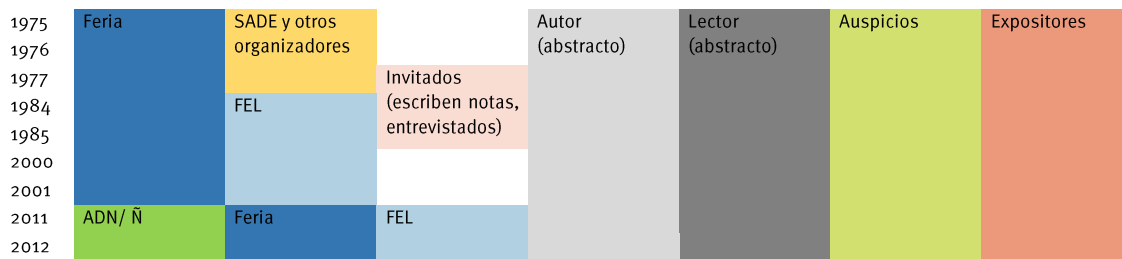 1975 Feria SADE y otros Autor Lector Auspicios Expositores
1976 organizadores (abstracto) (abstracto)
1977 Invitados
1984 FEL (escriben notas,
1985 entrevistados)
2000
2001
2011 ADN/ Ñ Feria FEL
2012